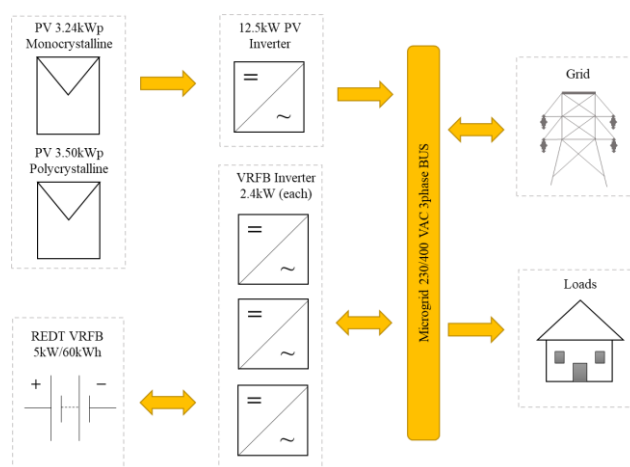 PV 3.24kWp
Monocrystalline
PV 3.50kWp
Polycrystalline
12.5kW PV
Inverter
=
~
VRFB Inverter
2.4kW (each)
=
~
=
~
=
~
REDT VRFB
5kW/60kWh
+ −
Microgrid 230/400 VAC 3phase BUS
Grid
Loads